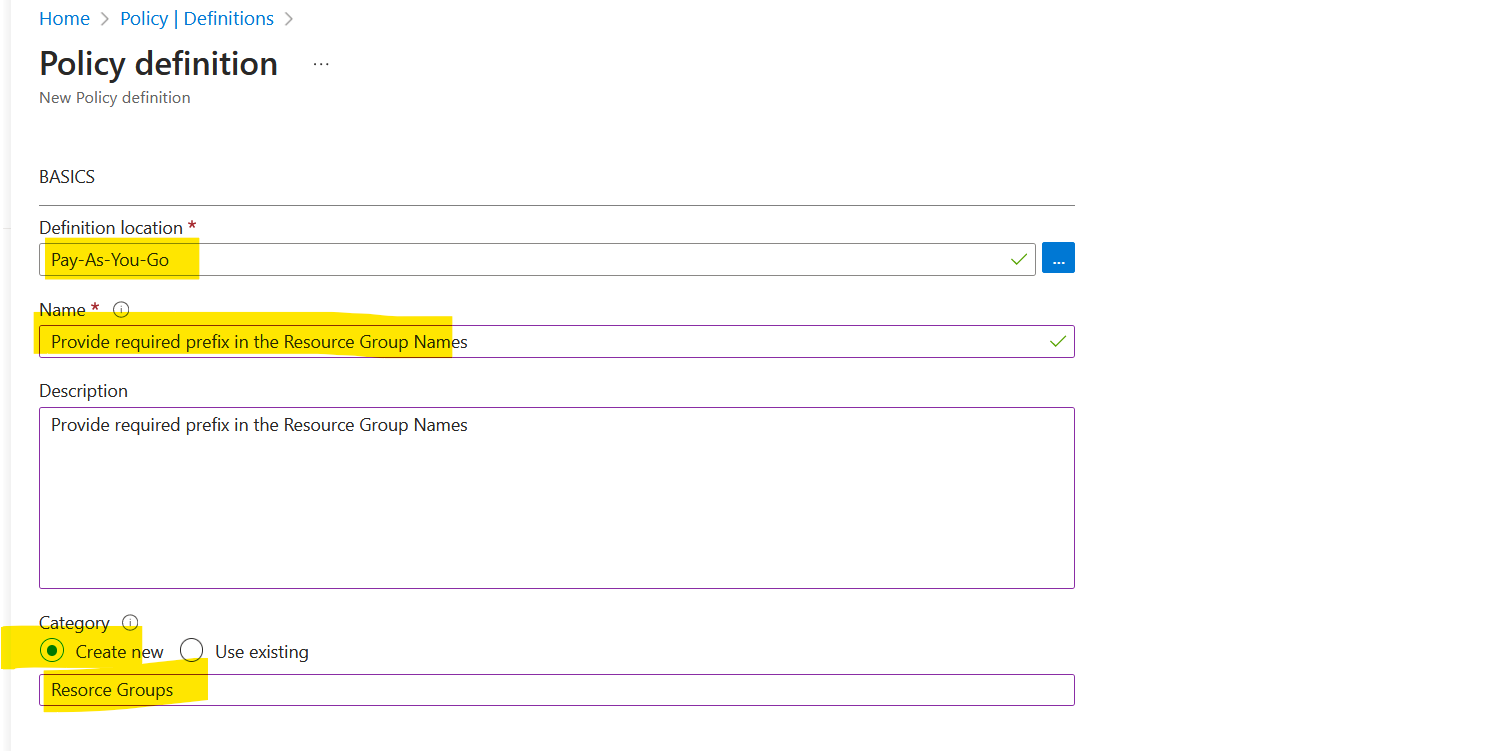 Home > Policy | Definitions >
Policy definition ...
New Policy definition
BASICS
Definition location *
Pay-As-You-Go
...
Name *
Provide required prefix in the Resource Group Names
Description
Provide required prefix in the Resource Group Names
Category
Create new Use existing
Resorce Groups